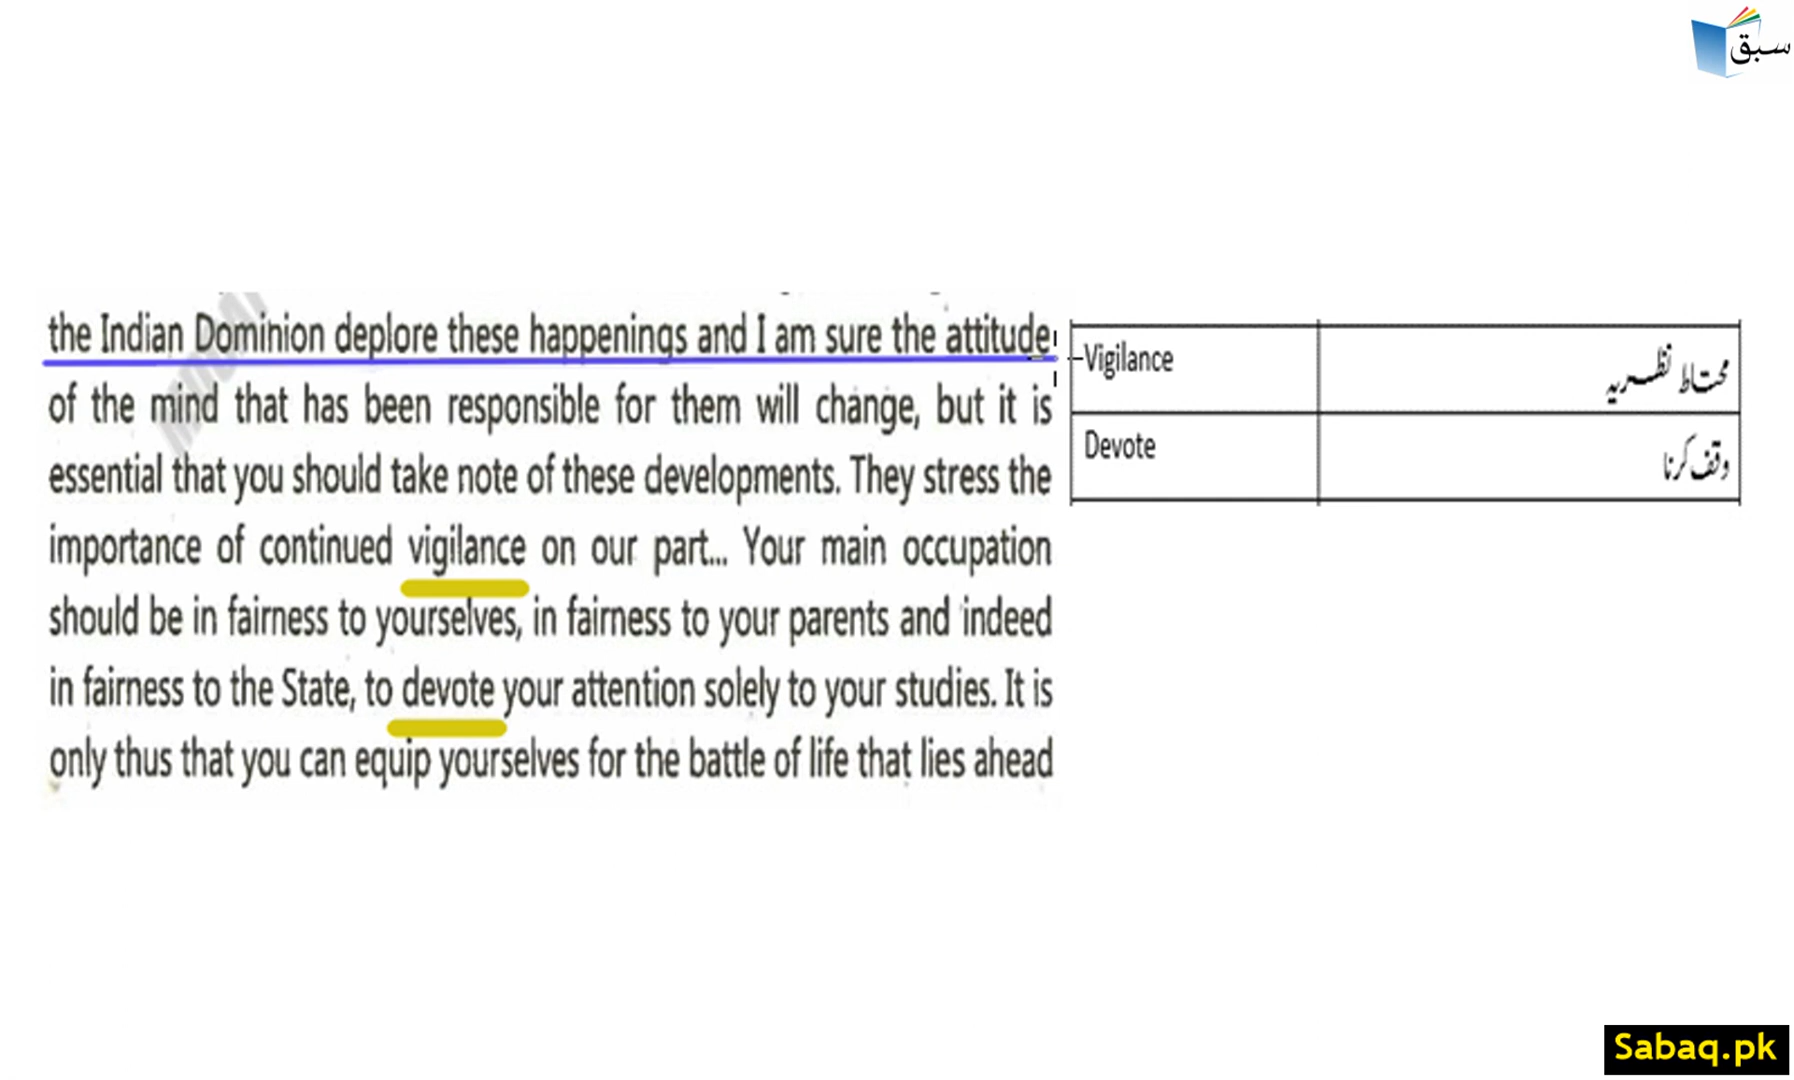 سبق
the Indian Dominion deplore these happenings and I am sure the attitude
of the mind that has been responsible for them will change, but it is
essential that you should take note of these developments. They stress the
importance of continued vigilance on our part... Your main occupation
should be in fairness to yourselves, in fairness to your parents and indeed
in fairness to the State, to devote your attention solely to your studies. It is
only thus that you can equip yourselves for the battle of life that lies ahead
Vigilance محتاط نظریہ
Devote وقف کرنا
Sabaq.pk